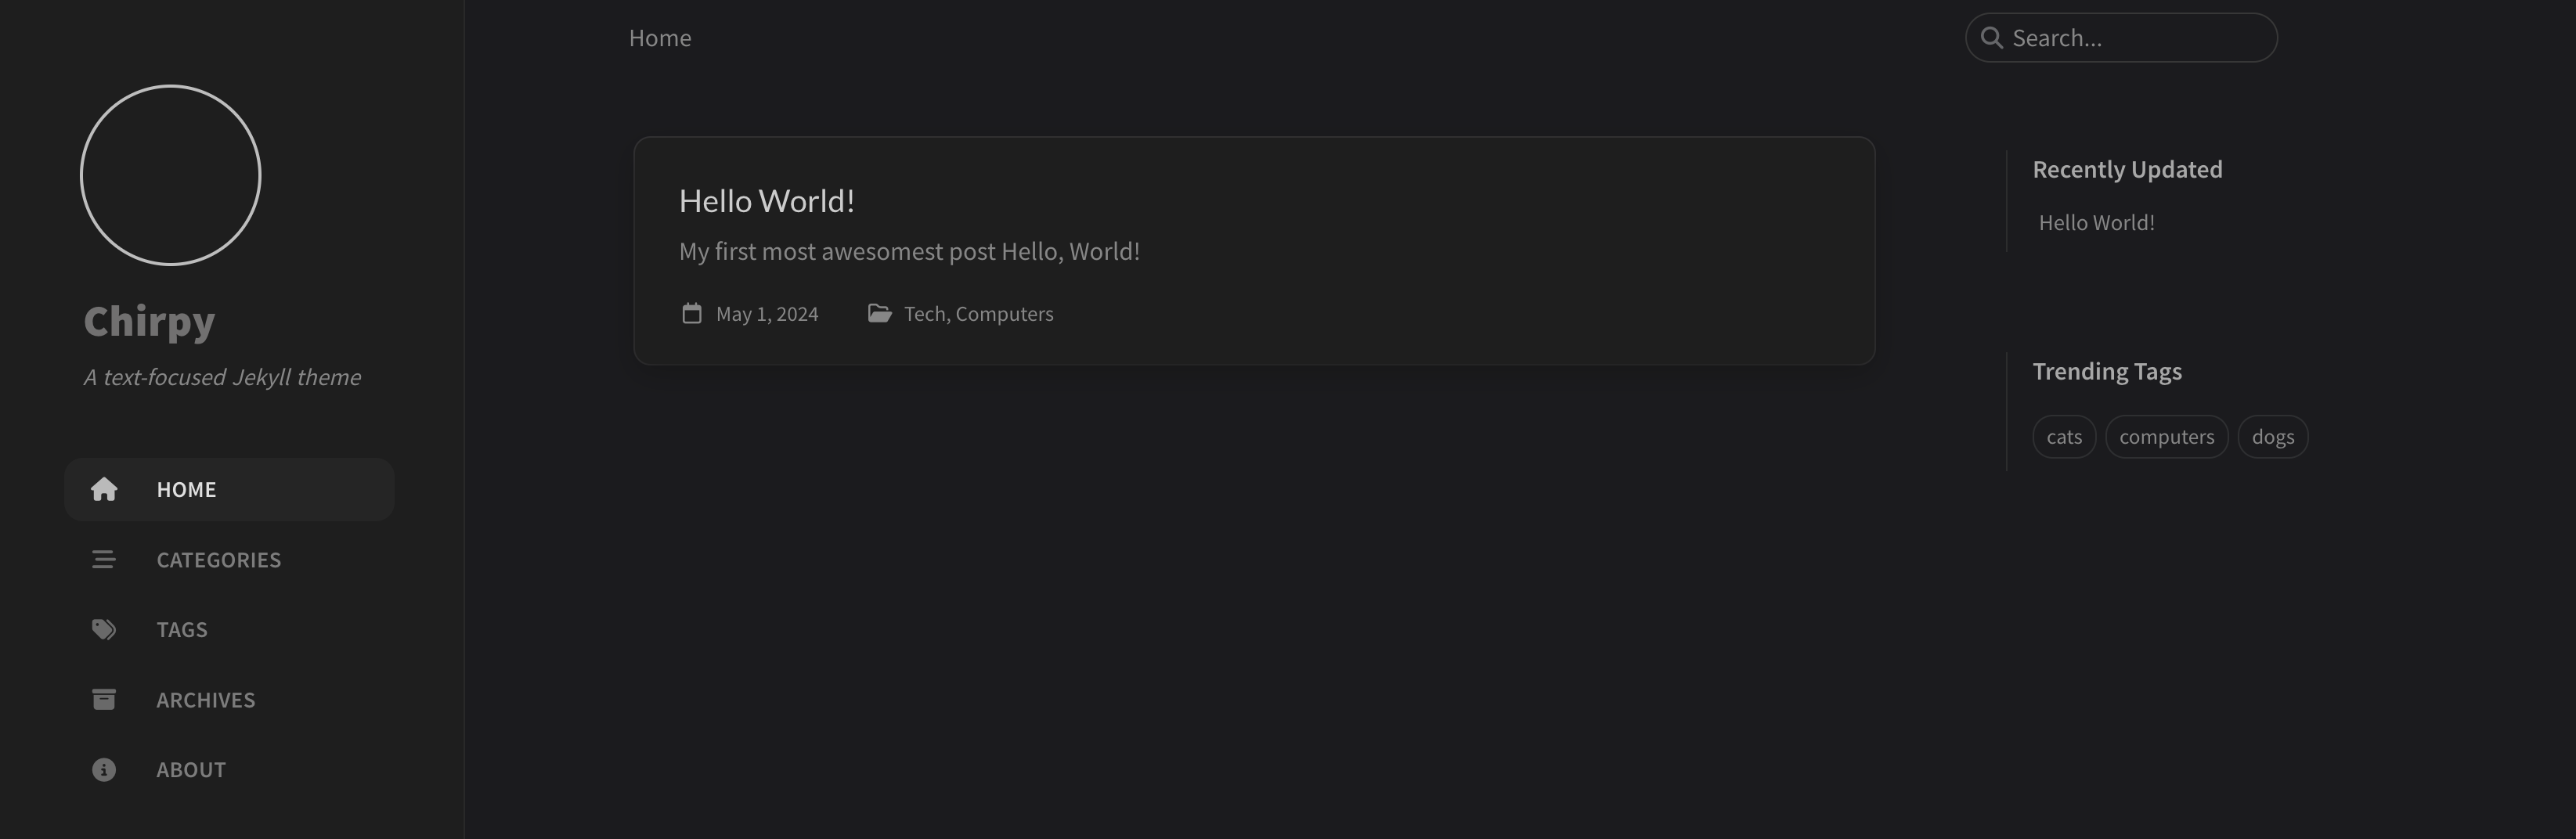 Chirpy
A text-focused Jekyll theme
HOME
CATEGORIES
TAGS
ARCHIVES
ABOUT
Home
Search...
Hello World!
My first most awesomest post Hello, World!
May 1, 2024 Tech, Computers
Recently Updated
Hello World!
Trending Tags
cats computers dogs